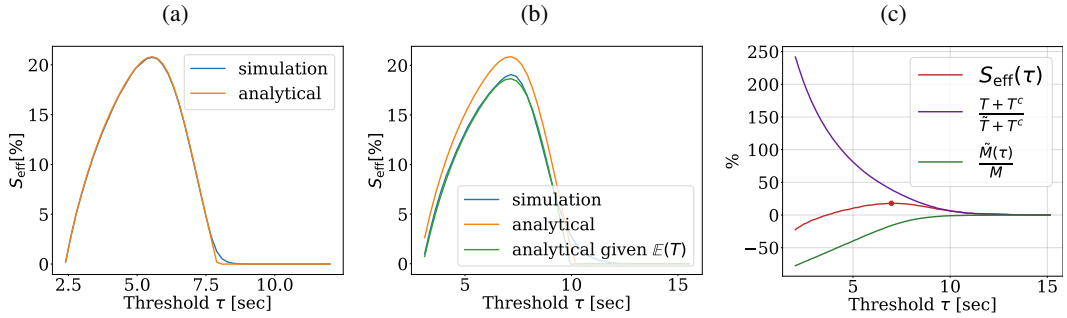 (a)
20
15
10
5
0
S_eff[%]
simulation
analytical
2.5 5.0 7.5 10.0
Threshold τ [sec]
(b)
20
15
10
5
0
S_eff[%]
simulation
analytical
analytical given 𝔼(T)
5 10 15
Threshold τ [sec]
(c)
250
200
150
100
50
0
−50
%
S_eff(τ)
T + T^c
T̃ + T^c
M̃(τ)
M
5 10 15
Threshold τ [sec]